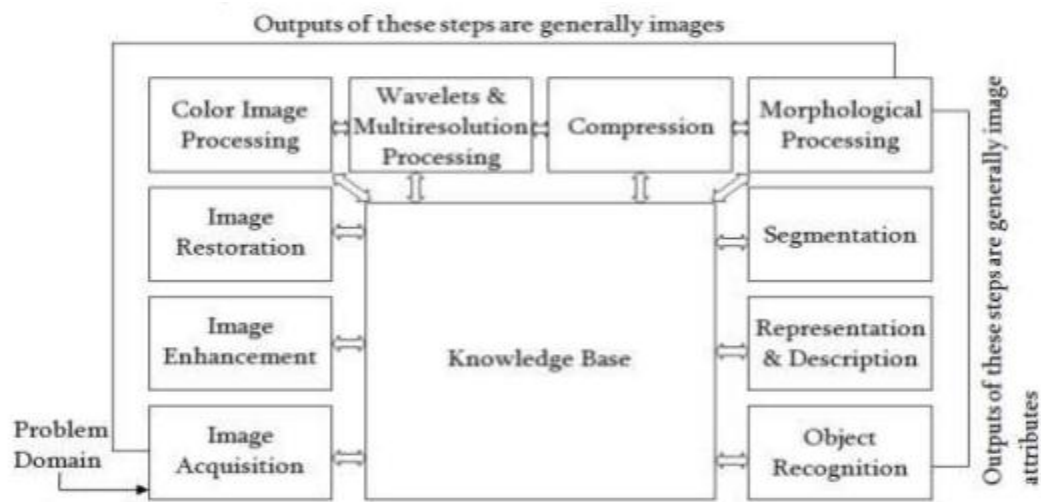 Outputs of these steps are generally images
Color Image
Processing
Wavelets &
Multiresolution
Processing
Compression
Morphological
Processing
Image
Restoration
Segmentation
Image
Enhancement
Knowledge Base
Representation
& Description
Problem
Domain
Image
Acquisition
Object
Recognition
Outputs of these steps are generally image
attributes